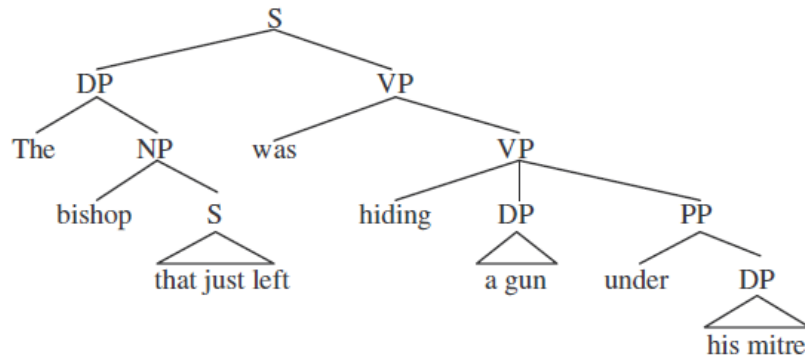 S
DP VP
The NP was VP
bishop S hiding DP PP
that just left a gun under DP
his mitre